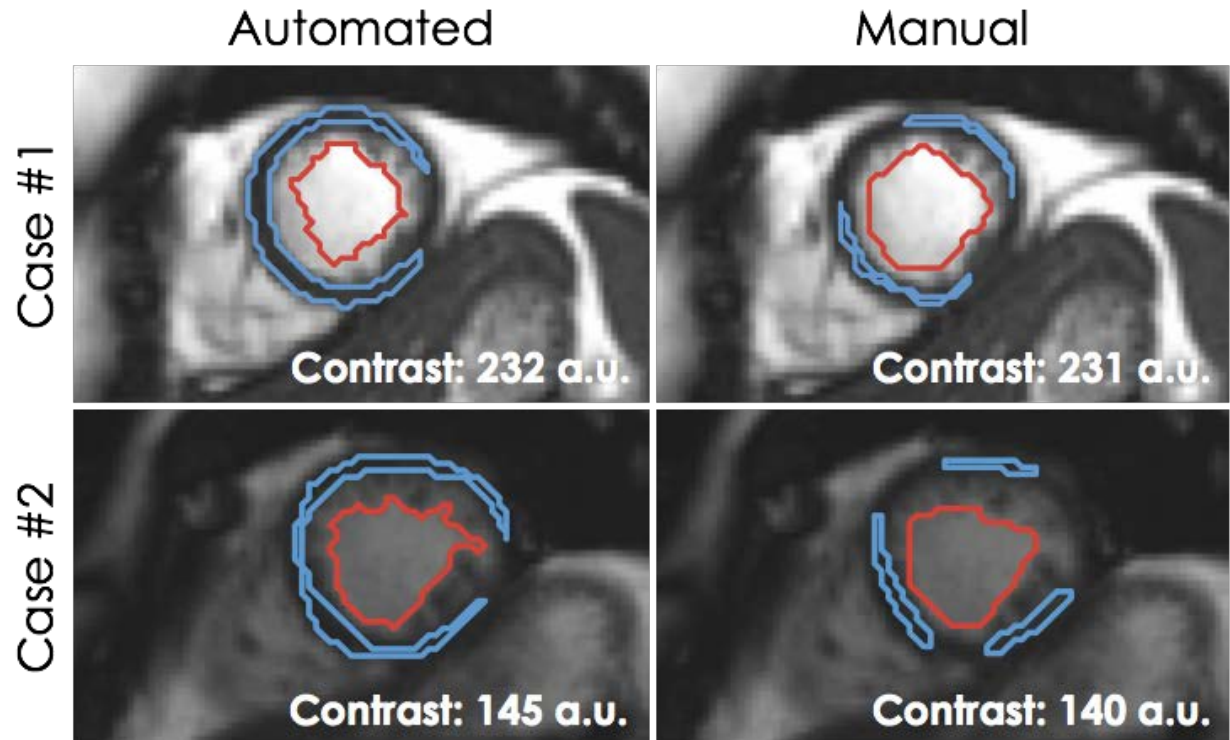 Automated
Manual
Case #1
Contrast: 232 a.u.
Contrast: 231 a.u.
Case #2
Contrast: 145 a.u.
Contrast: 140 a.u.